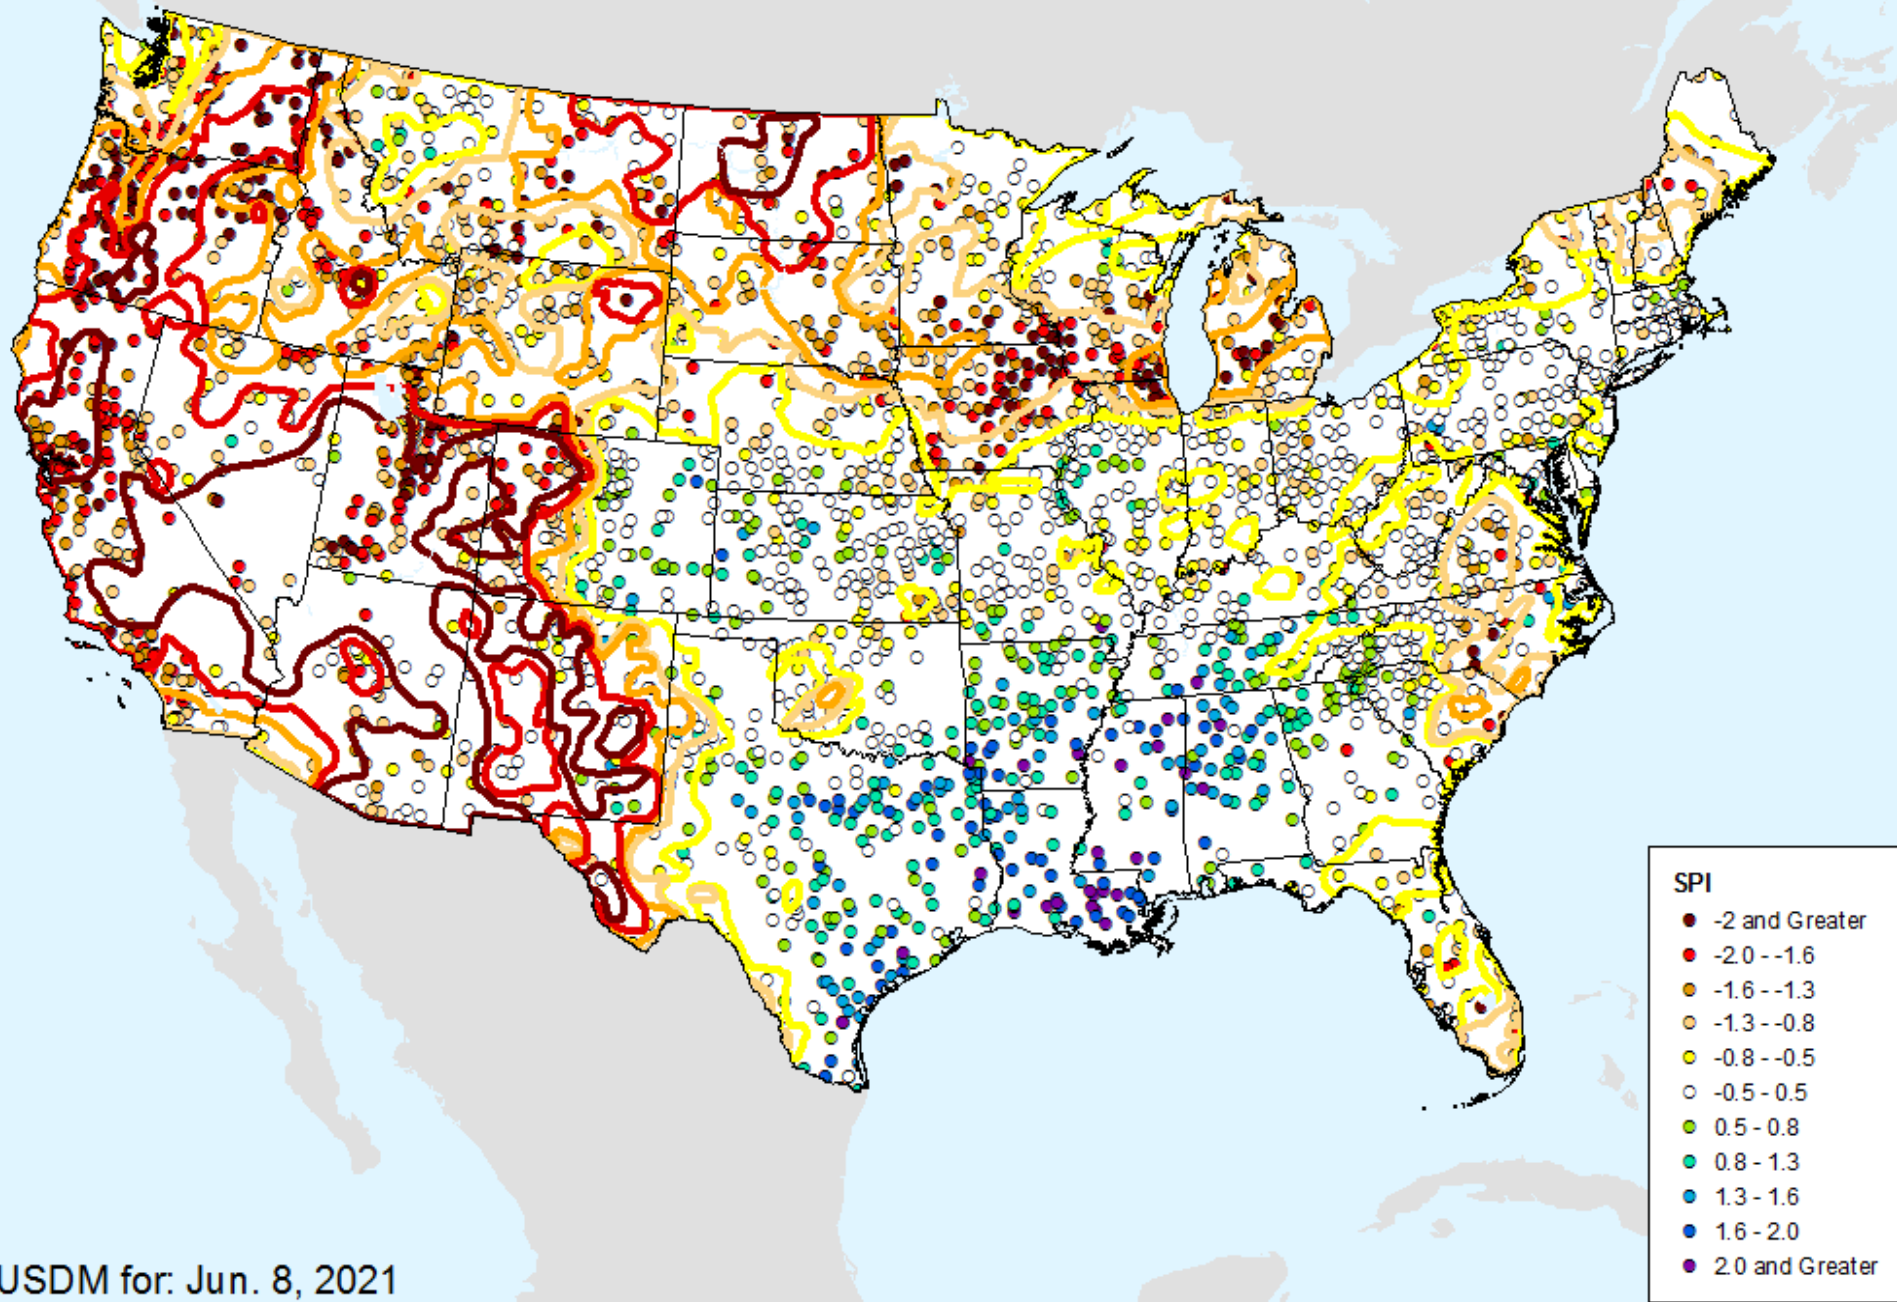 SPI
-2 and Greater
-2.0 - -1.6
-1.6 - -1.3
-1.3 - -0.8
-0.8 - -0.5
-0.5 - 0.5
0.5 - 0.8
0.8 - 1.3
1.3 - 1.6
1.6 - 2.0
2.0 and Greater
USDM for: Jun. 8, 2021